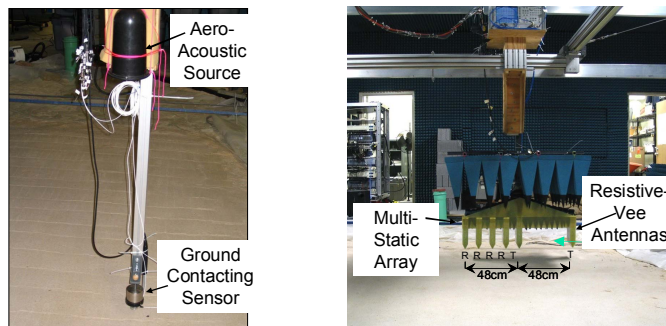 Aero-
Acoustic
Source
Ground
Contacting
Sensor
Multi-
Static
Array
Resistive-
Vee
Antennas
R R R R T T
48cm 48cm